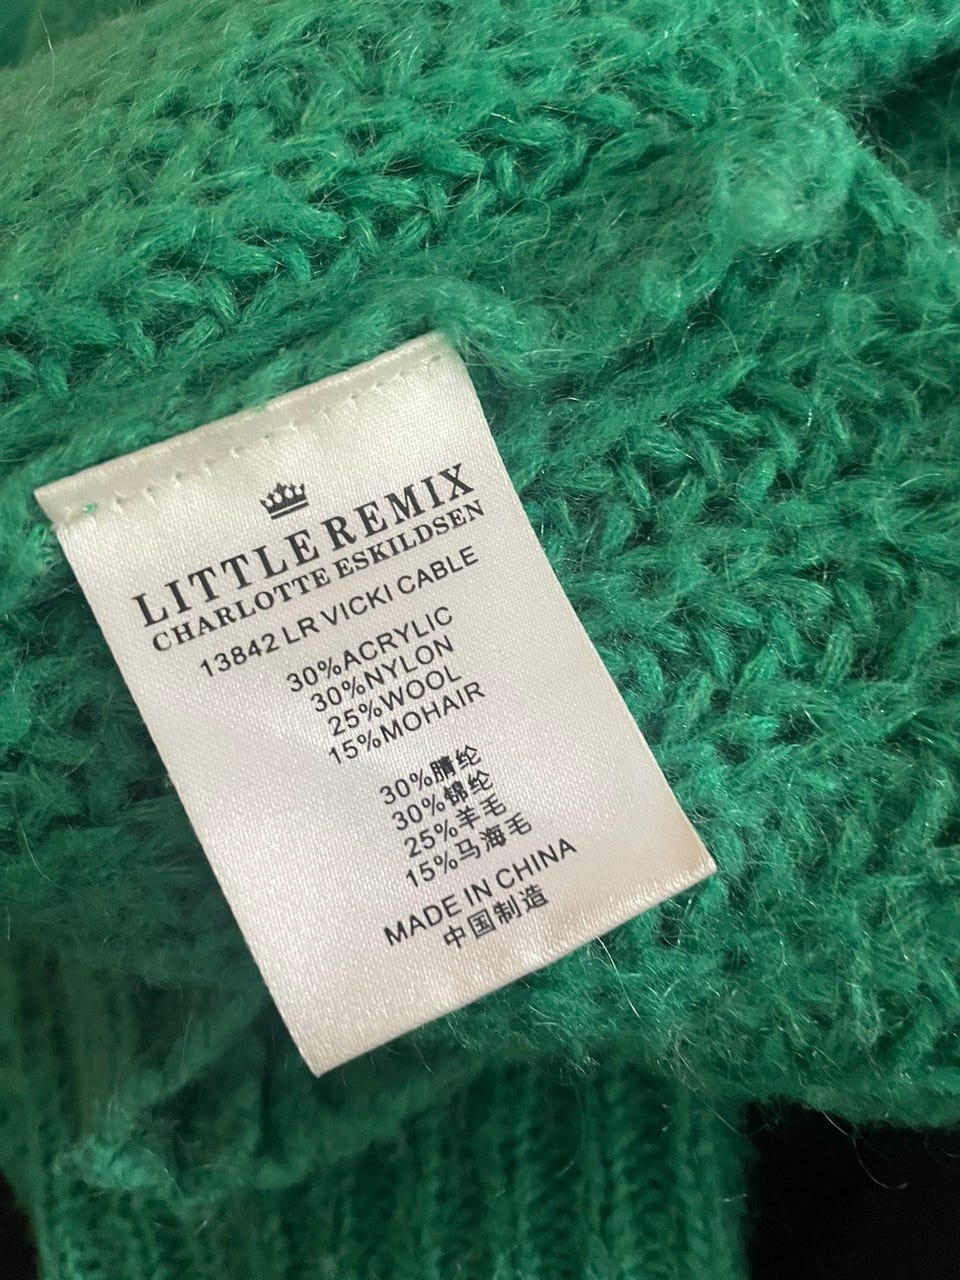 LITTLE REMIX
CHARLOTTE ESKILDSEN
13842 LR VICKI CABLE
30%ACRYLIC
30%NYLON
25%WOOL
15%MOHAIR
30%腈纶
30%锦纶
25%羊毛
15%马海毛
MADE IN CHINA
中国制造